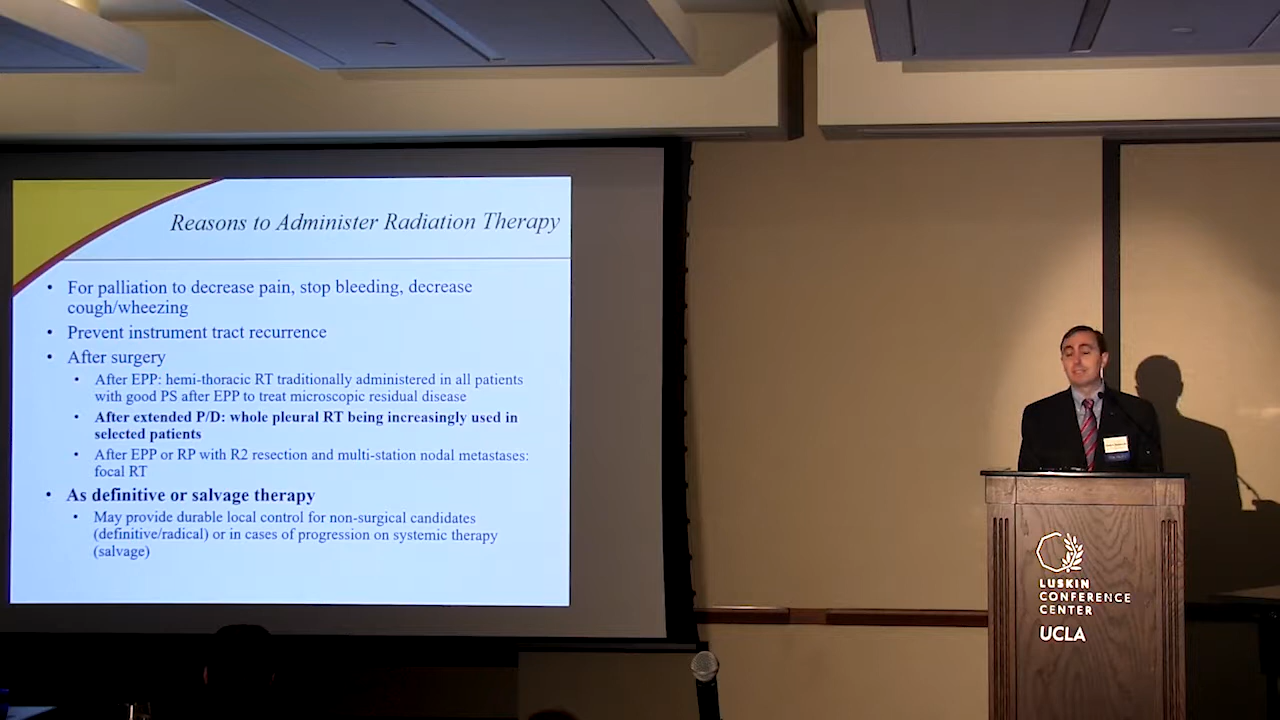 Reasons to Administer Radiation Therapy
• For palliation to decrease pain, stop bleeding, decrease
cough/wheezing
• Prevent instrument tract recurrence
• After surgery
• After EPP: hemi-thoracic RT traditionally administered in all patients
with good PS after EPP to treat microscopic residual disease
• After extended P/D: whole pleural RT being increasingly used in
selected patients
• After EPP or RP with R2 resection and multi-station nodal metastases:
focal RT
• As definitive or salvage therapy
• May provide durable local control for non-surgical candidates
(definitive/radical) or in cases of progression on systemic therapy
(salvage)
LUSKIN
CONFERENCE
CENTER
UCLA